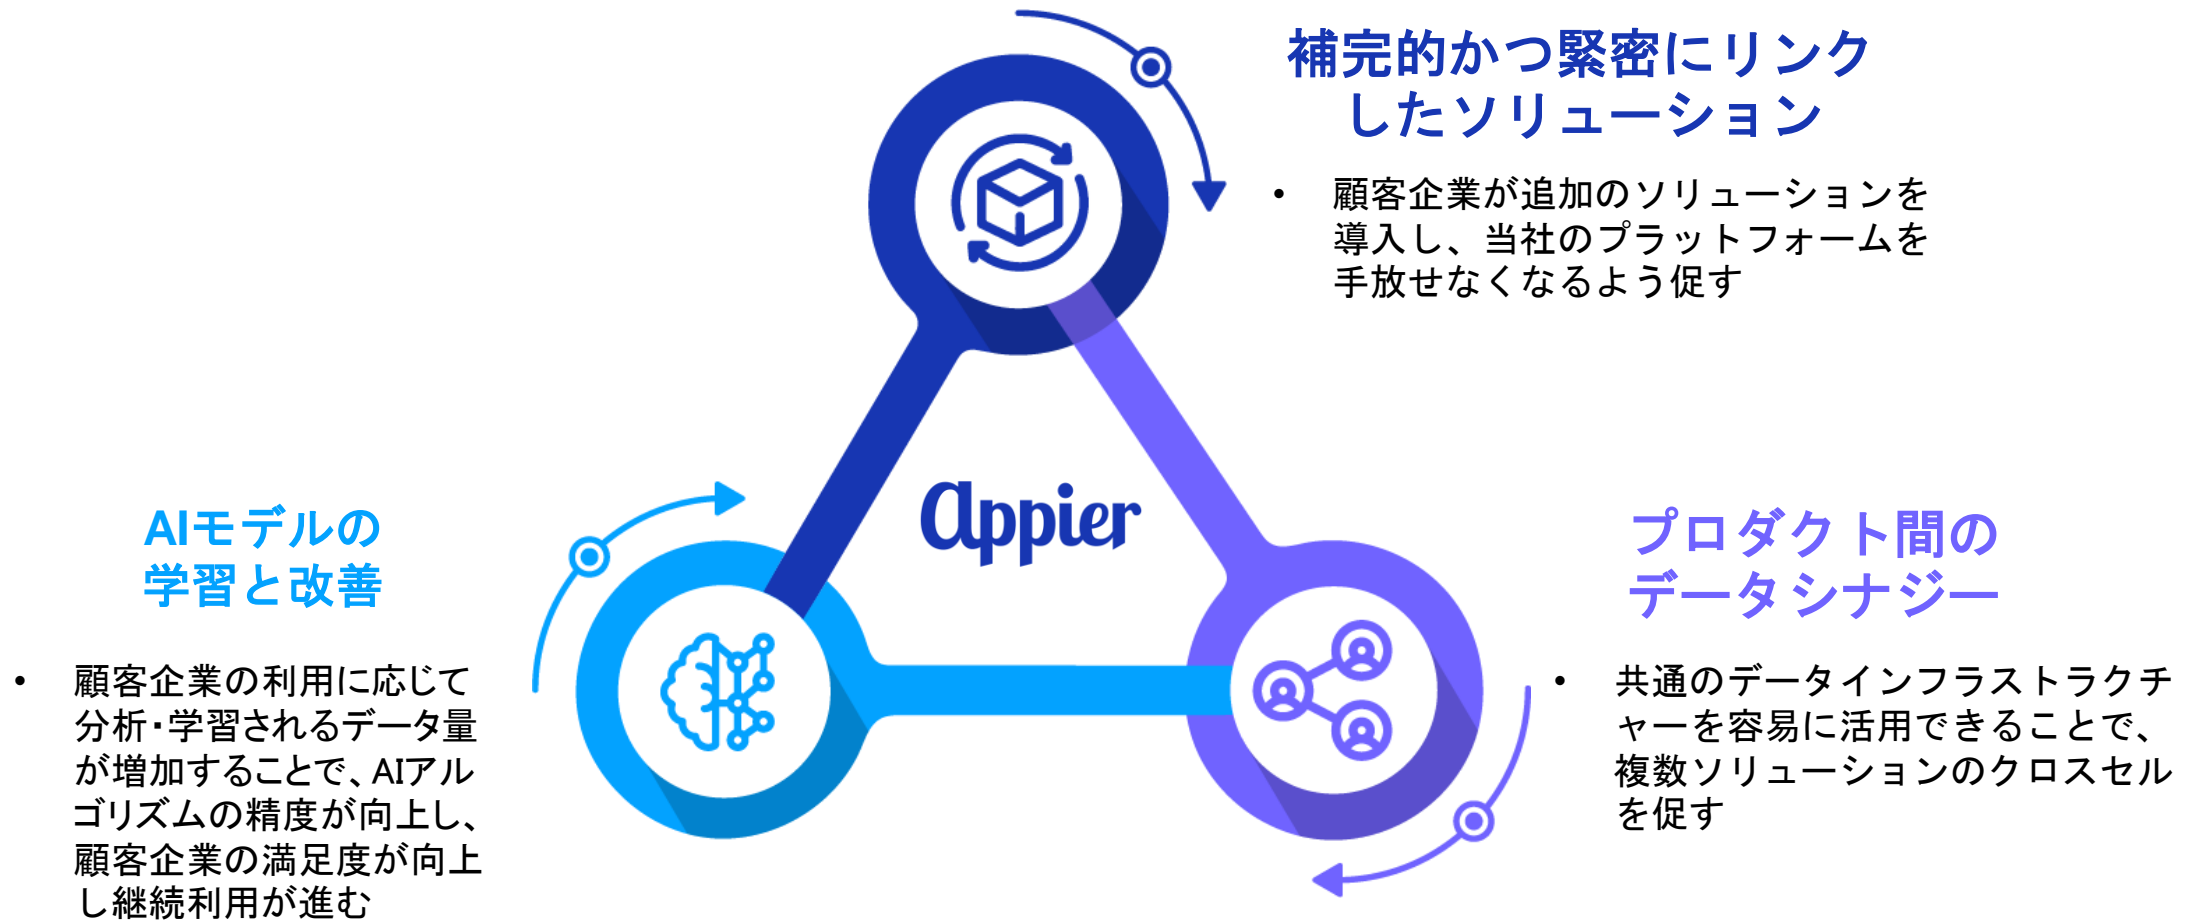 補完的かつ緊密にリンク
したソリューション
• 顧客企業が追加のソリューションを
導入し、当社のプラットフォームを
手放せなくなるよう促す
appier
AIモデルの
学習と改善
• 顧客企業の利用に応じて
分析・学習されるデータ量
が増加することで、AIアル
ゴリズムの精度が向上し、
顧客企業の満足度が向上
し継続利用が進む
プロダクト間の
データシナジー
• 共通のデータインフラストラクチ
ャーを容易に活用できることで、
複数ソリューションのクロスセル
を促す